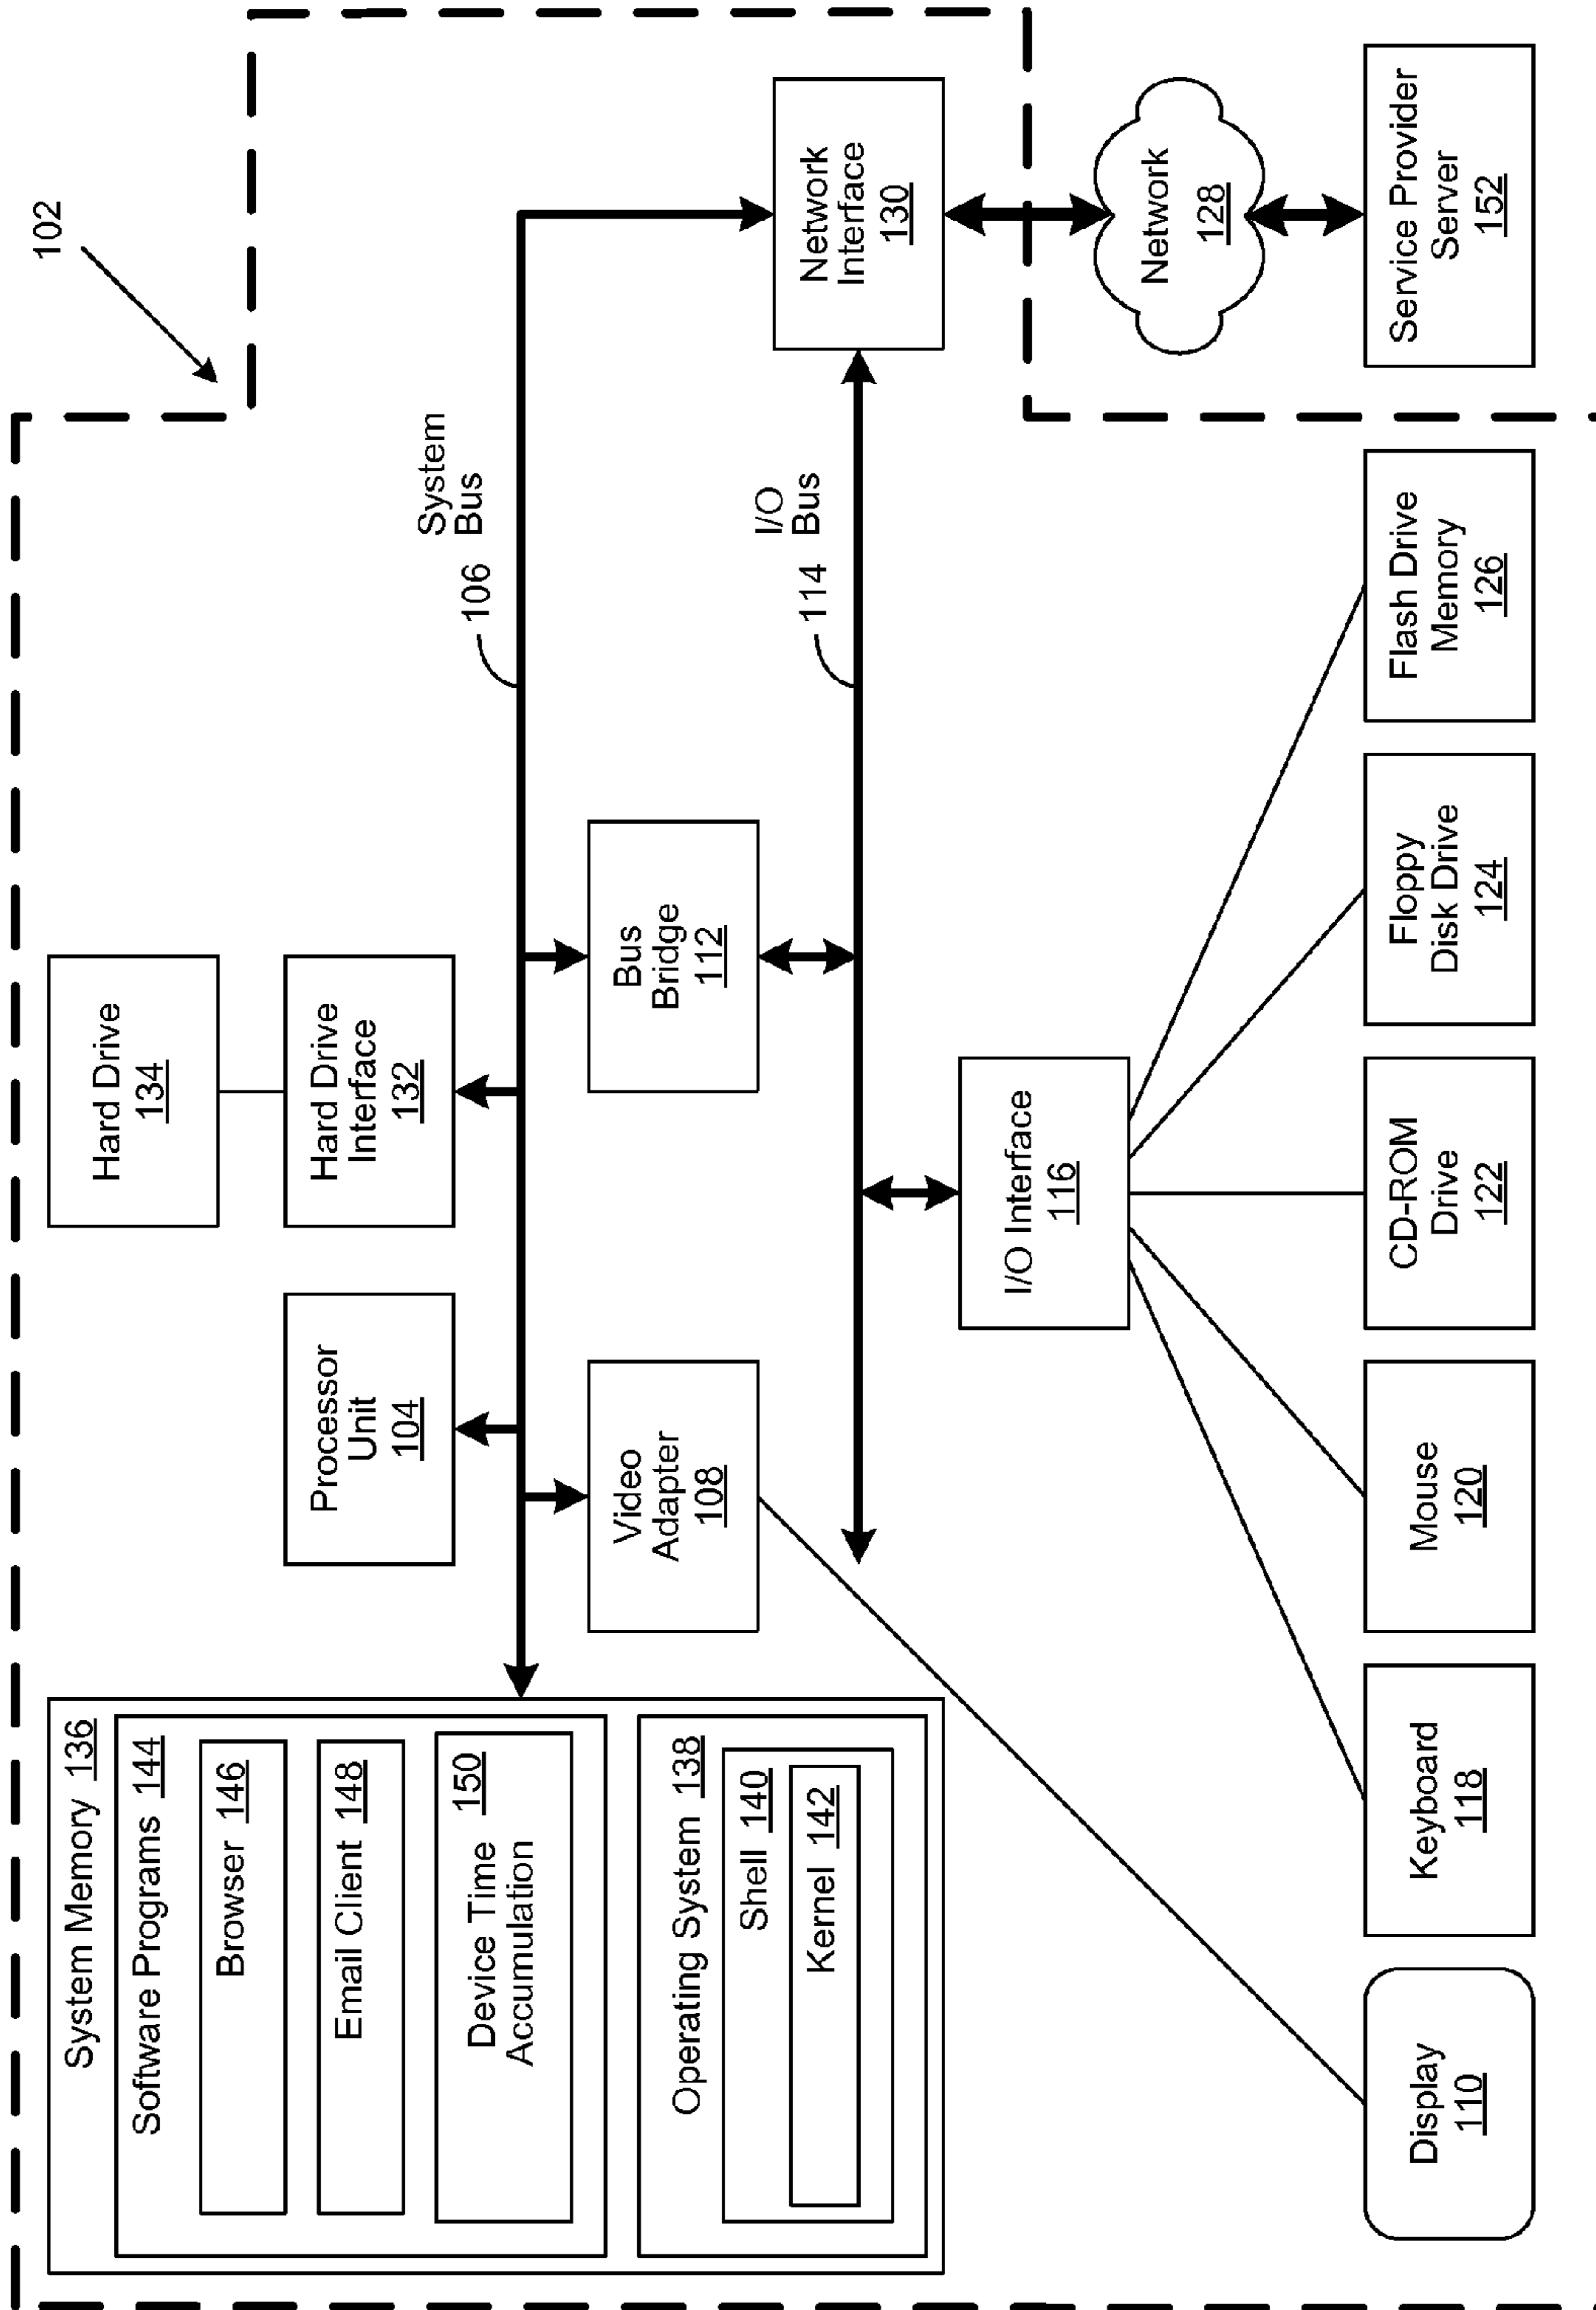 102
System Memory 136
Software Programs 144
Browser 146
Email Client 148
150
Device Time
Accumulation
Operating System 138
Shell 140
Kernel 142
Hard Drive
134
Processor
Unit
104
Hard Drive
Interface
132
System
Bus
106
Video
Adapter
108
Bus
Bridge
112
I/O
Bus
114
Network
Interface
130
I/O Interface
116
Network
128
Display
110
Keyboard
118
Mouse
120
CD-ROM
Drive
122
Floppy
Disk Drive
124
Flash Drive
Memory
126
Service Provider
Server
152